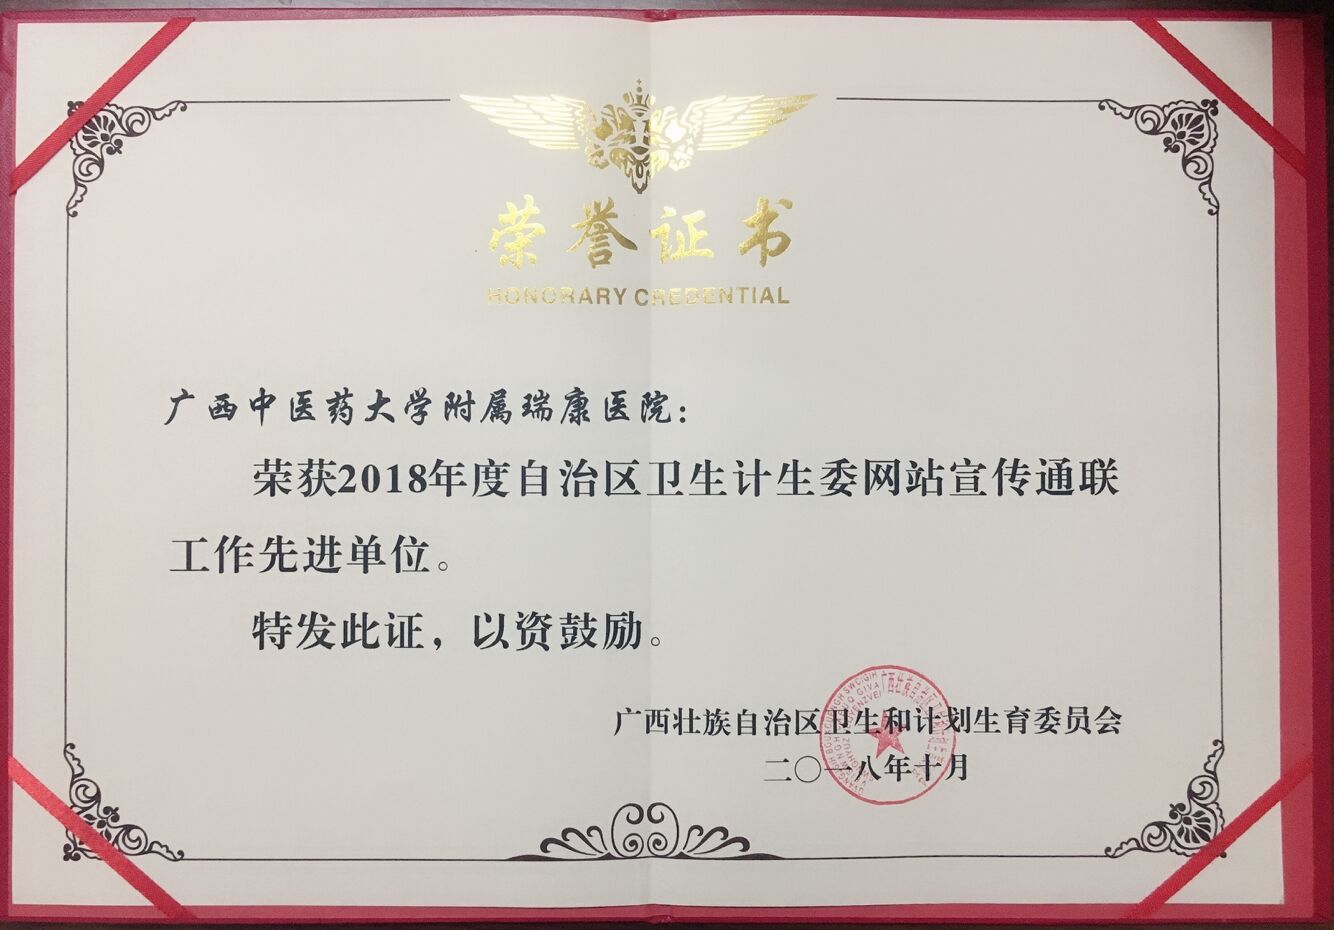 荣誉证书
HONORARY CREDENTIAL
广西中医药大学附属瑞康医院：
荣获2018年度自治区卫生计生委网站宣传通联
工作先进单位。
特发此证，以资鼓励。
广西壮族自治区卫生和计划生育委员会
二〇一八年十月